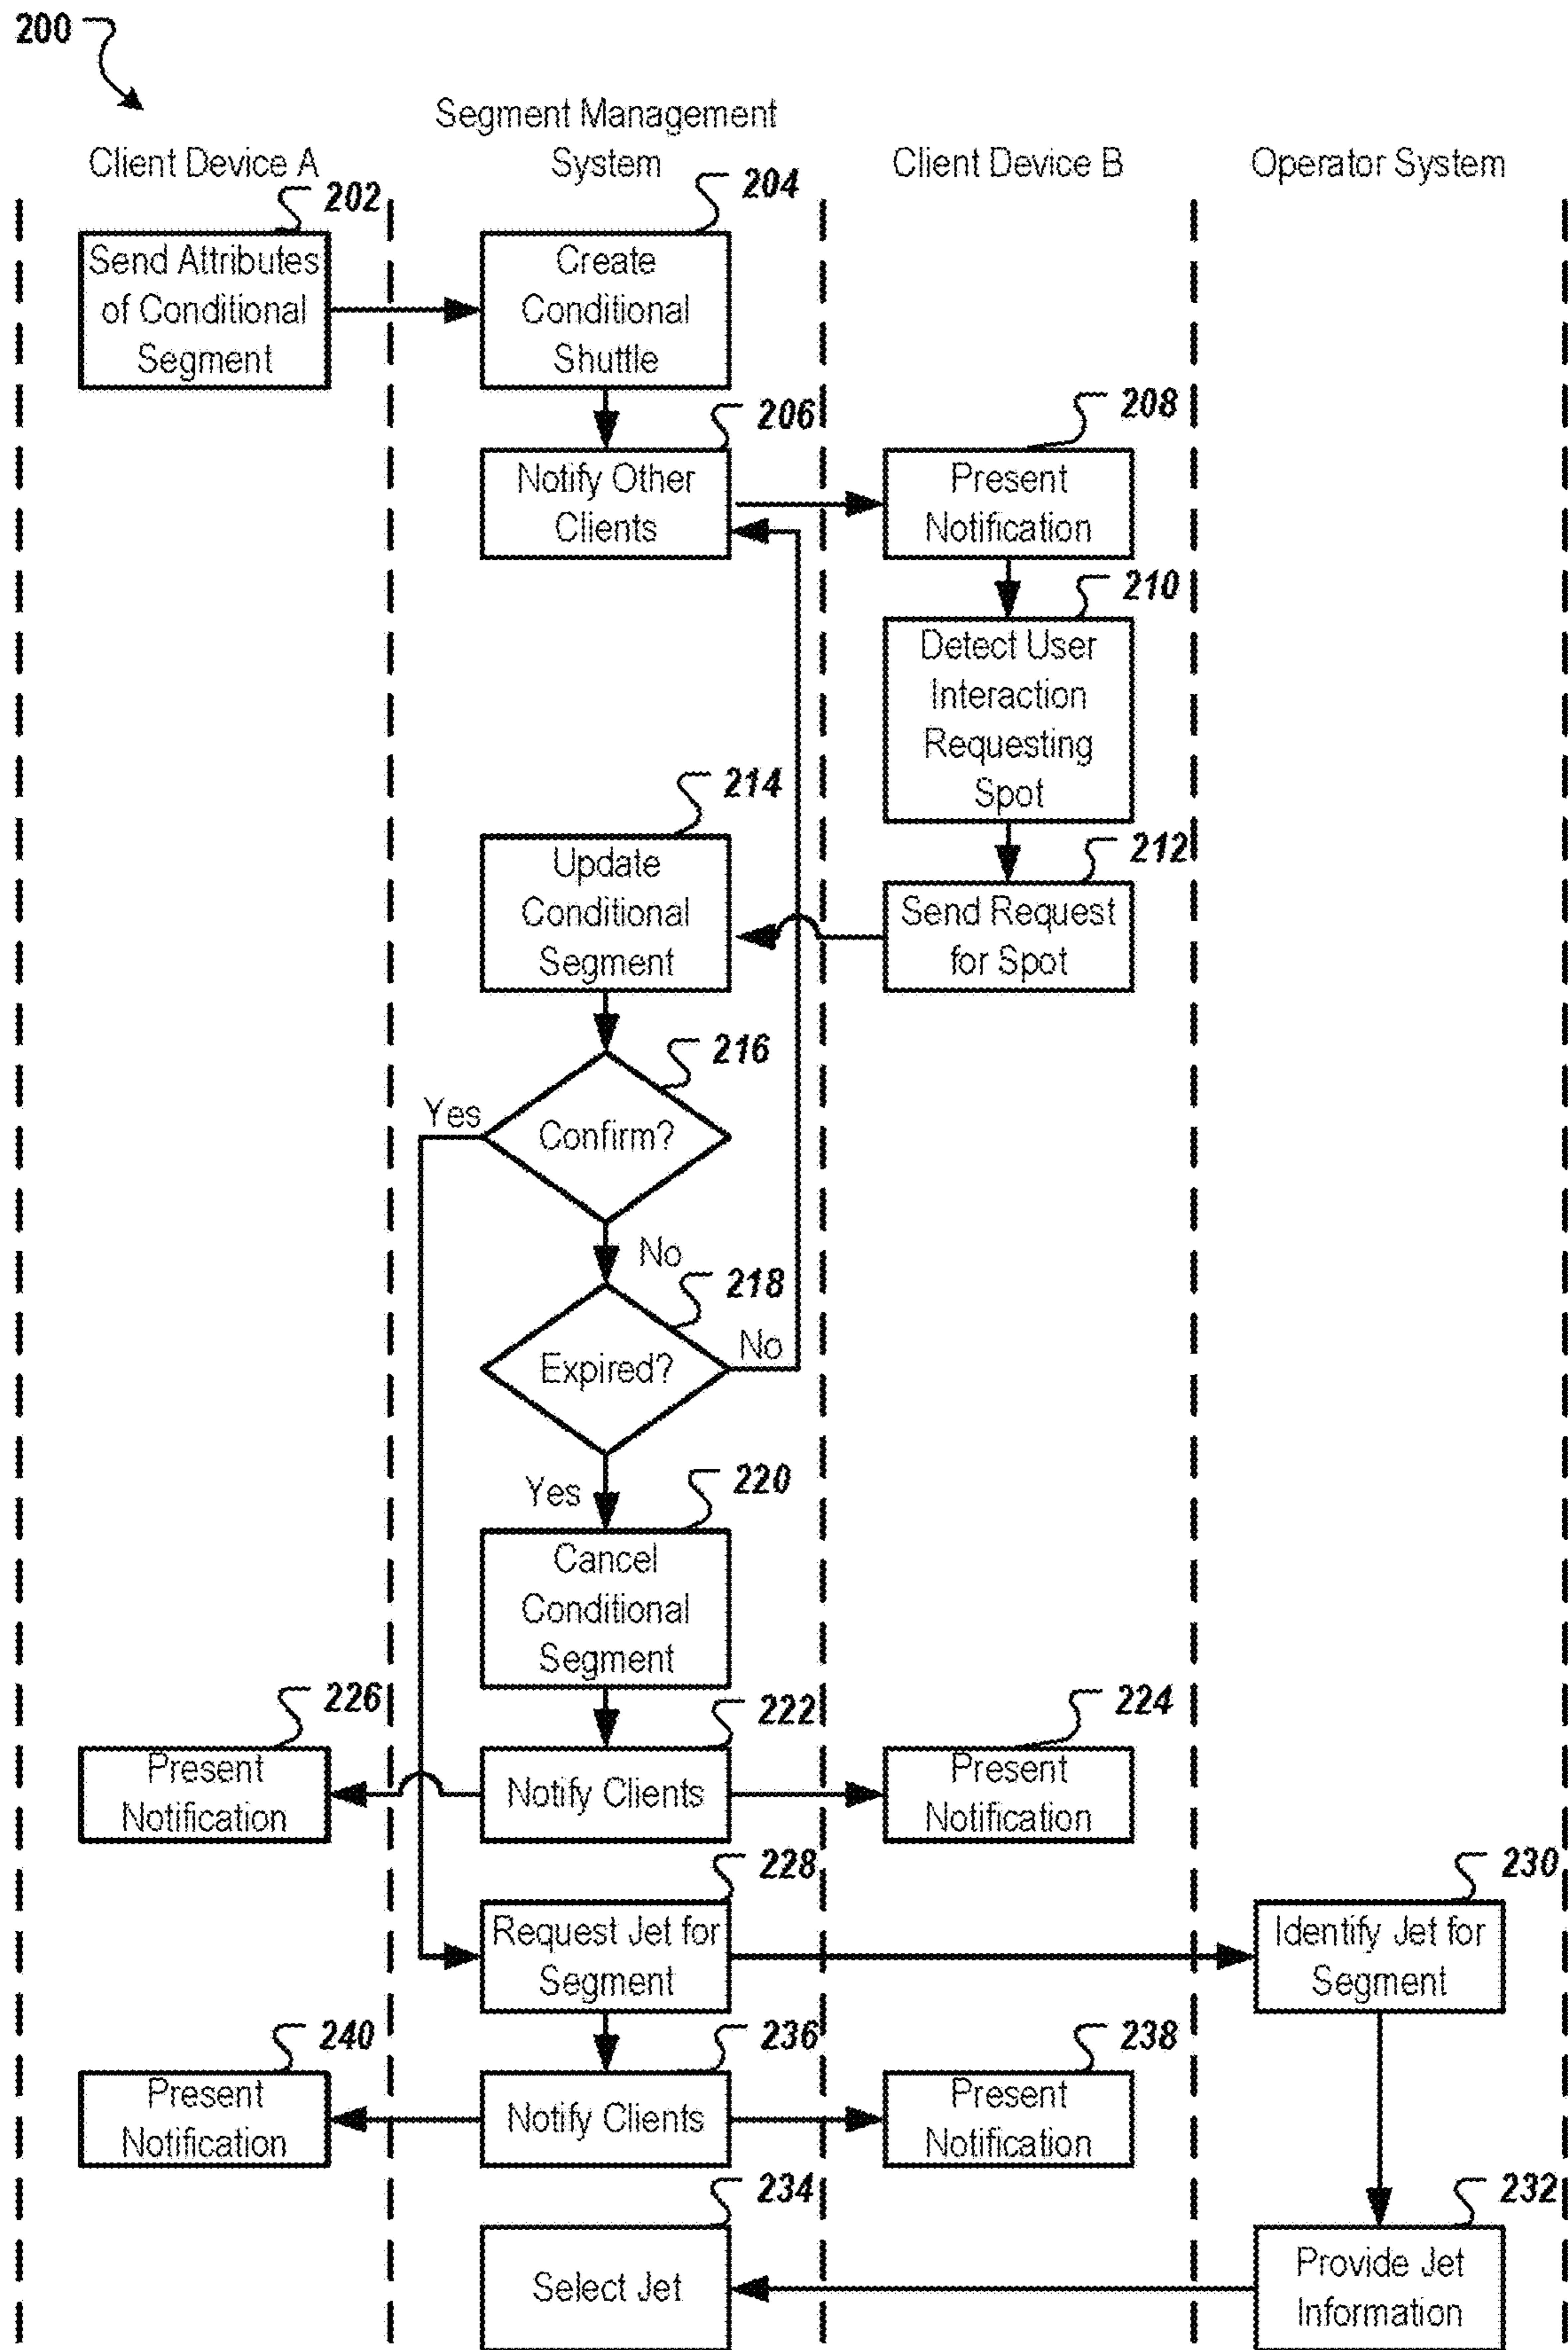 200
Segment Management
System
Client Device A
Client Device B
Operator System
202
204
Send Attributes
of Conditional
Segment
Create
Conditional
Shuttle
206
208
Notify Other
Clients
Present
Notification
210
Detect User
Interaction
Requesting
Spot
214
212
Update
Conditional
Segment
Send Request
for Spot
216
Yes
Confirm?
No
218
No
Expired?
Yes
220
Cancel
Conditional
Segment
226
222
224
Present
Notification
Notify Clients
Present
Notification
228
230
Request Jet for
Segment
Identify Jet for
Segment
240
236
238
Present
Notification
Notify Clients
Present
Notification
234
232
Select Jet
Provide Jet
Information